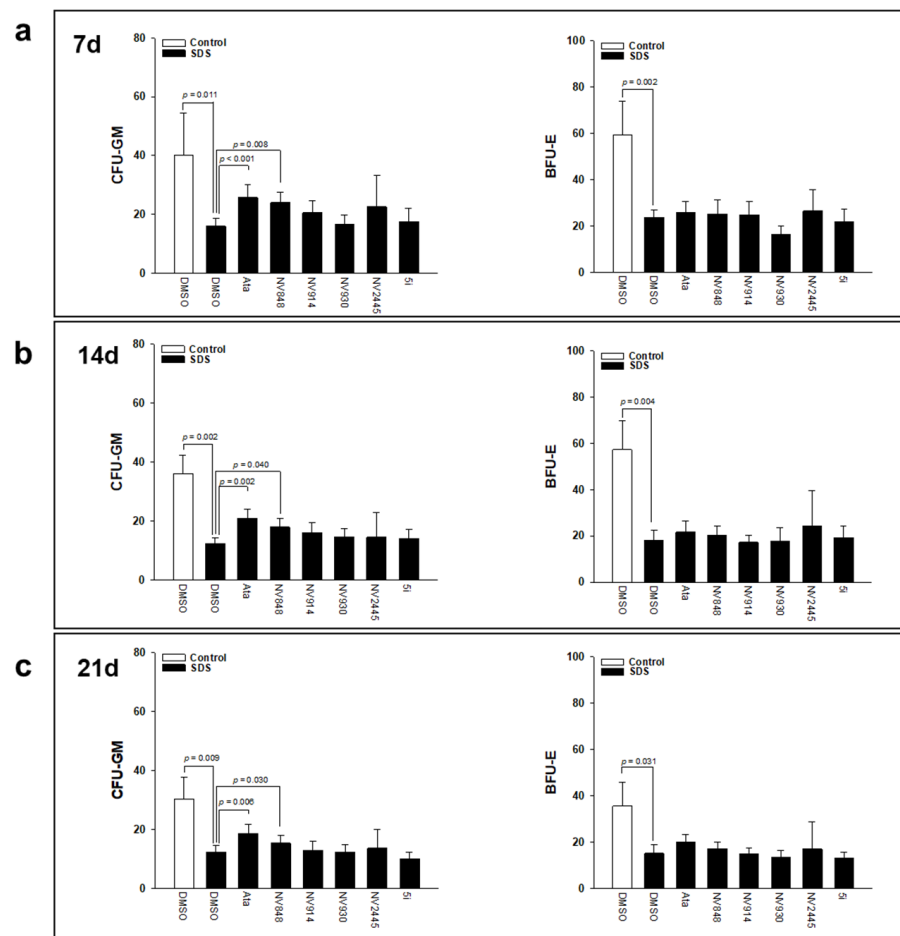 a
7d
80
60
40
20
0
CFU-GM
Control
SDS
p = 0.011
p = 0.008
p < 0.001
DMSO
DMSO
Ata
NV848
NV914
NV930
NV2445
5i
100
80
60
40
20
0
BFU-E
Control
SDS
p = 0.002
DMSO
DMSO
Ata
NV848
NV914
NV930
NV2445
5i
b
14d
80
60
40
20
0
CFU-GM
Control
SDS
p = 0.002
p = 0.040
p = 0.002
DMSO
DMSO
Ata
NV848
NV914
NV930
NV2445
5i
100
80
60
40
20
0
BFU-E
Control
SDS
p = 0.004
DMSO
DMSO
Ata
NV848
NV914
NV930
NV2445
5i
c
21d
80
60
40
20
0
CFU-GM
Control
SDS
p = 0.009
p = 0.030
p = 0.006
DMSO
DMSO
Ata
NV848
NV914
NV930
NV2445
5i
100
80
60
40
20
0
BFU-E
Control
SDS
p = 0.031
DMSO
DMSO
Ata
NV848
NV914
NV930
NV2445
5i